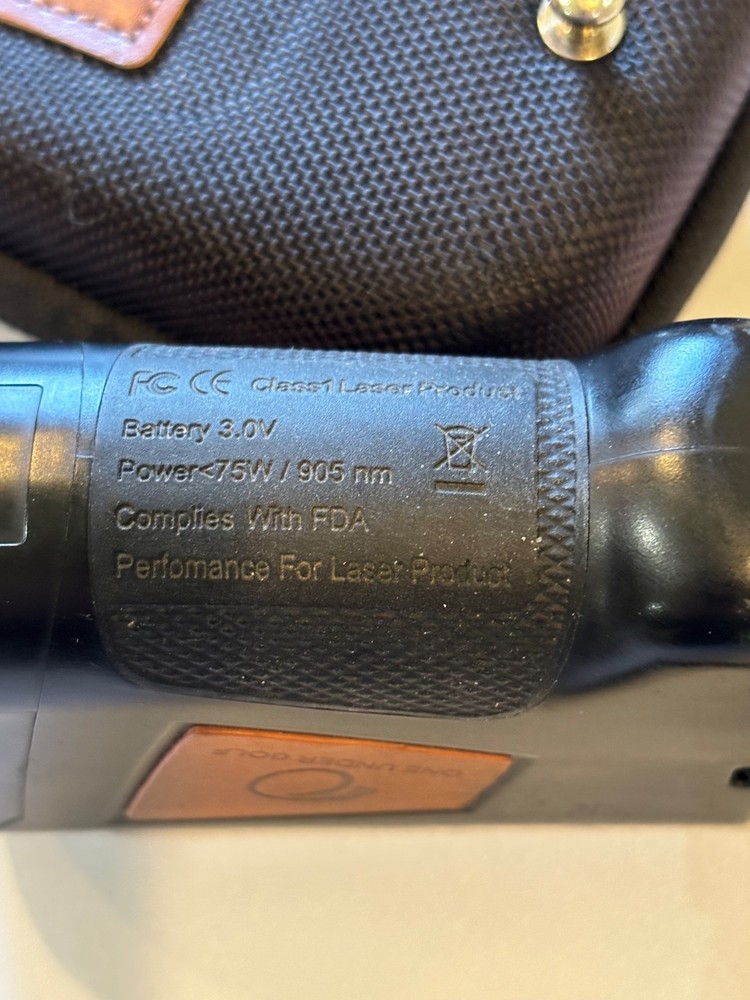 FC CE Class1 Laser Product
Battery 3.0V
Power<75W / 905 nm
Complies With FDA
Perfomance For Laser Product
ONE UNDER GOLF